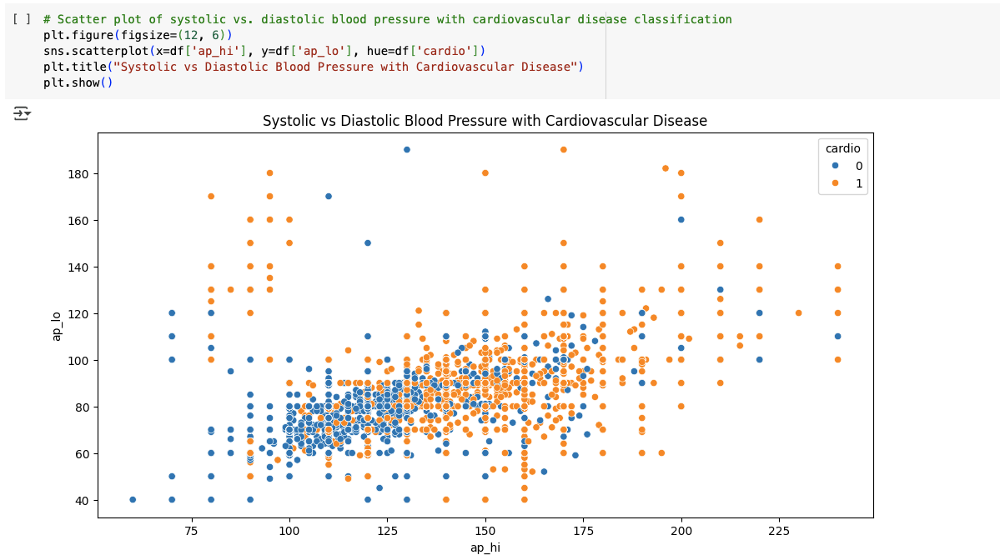 [ ] # Scatter plot of systolic vs. diastolic blood pressure with cardiovascular disease classification
plt.figure(figsize=(12, 6))
sns.scatterplot(x=df['ap_hi'], y=df['ap_lo'], hue=df['cardio'])
plt.title("Systolic vs Diastolic Blood Pressure with Cardiovascular Disease")
plt.show()
Systolic vs Diastolic Blood Pressure with Cardiovascular Disease
cardio
0
1
180
160
140
120
100
80
60
40
ap_lo
75 100 125 150 175 200 225
ap_hi